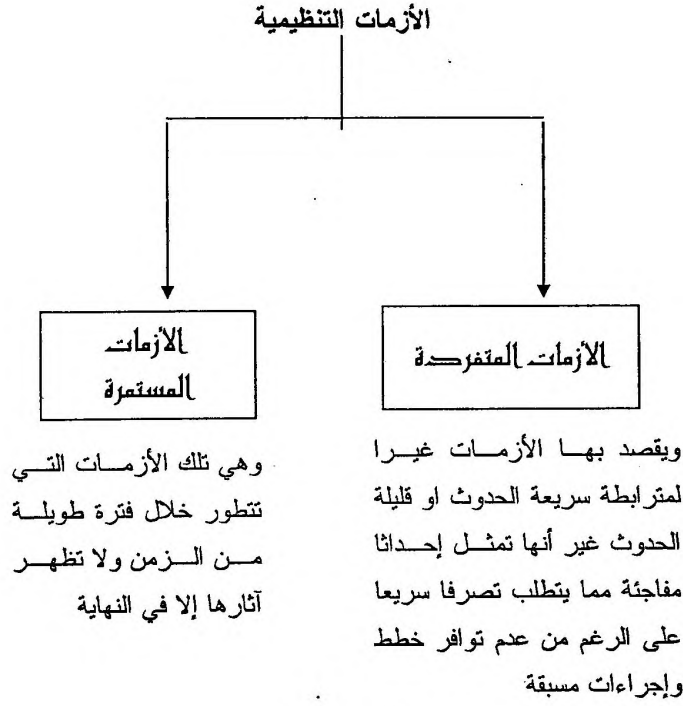 الأزمات التنظيمية
الأزمات المتفردة
ويقصد بها الأزمات غيرا
لمترابطة سريعة الحدوث او قليلة
الحدوث غير أنها تمثل إحداثا
مفاجئة مما يتطلب تصرفا سريعا
على الرغم من عدم توافر خطط
وإجراءات مسبقة
الأزمات
المستمرة
وهي تلك الأزمات التي
تتطور خلال فترة طويلة
من الزمن ولا تظهر
آثارها إلا في النهاية